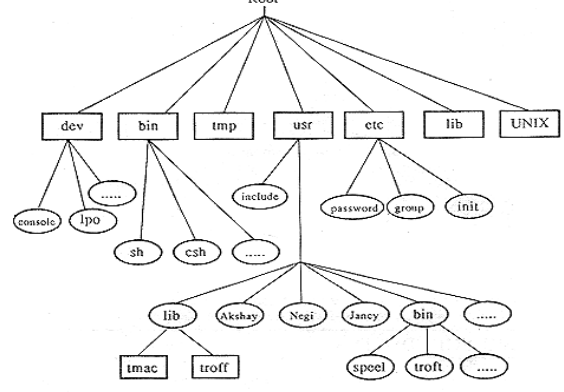 Root
dev bin tmp usr etc lib UNIX
..... include
console lpo password group init
sh csh .....
lib Akshay Negi Jancy bin .....
tmac troff speel troft .....